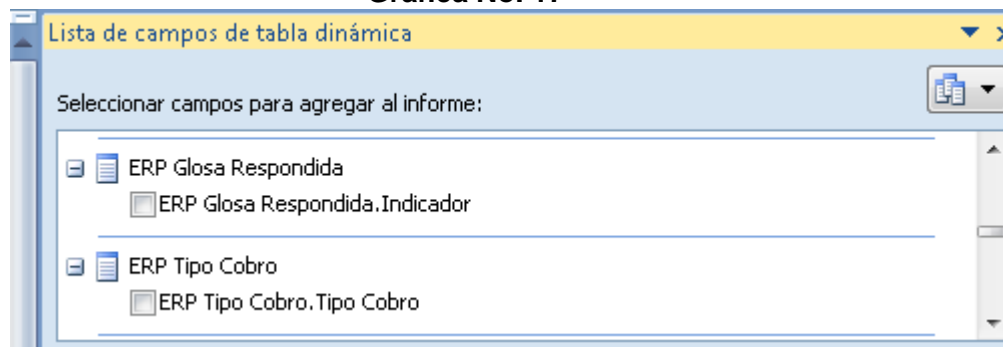 Lista de campos de tabla dinámica
Seleccionar campos para agregar al informe:
ERP Glosa Respondida
ERP Glosa Respondida.Indicador
ERP Tipo Cobro
ERP Tipo Cobro.Tipo Cobro